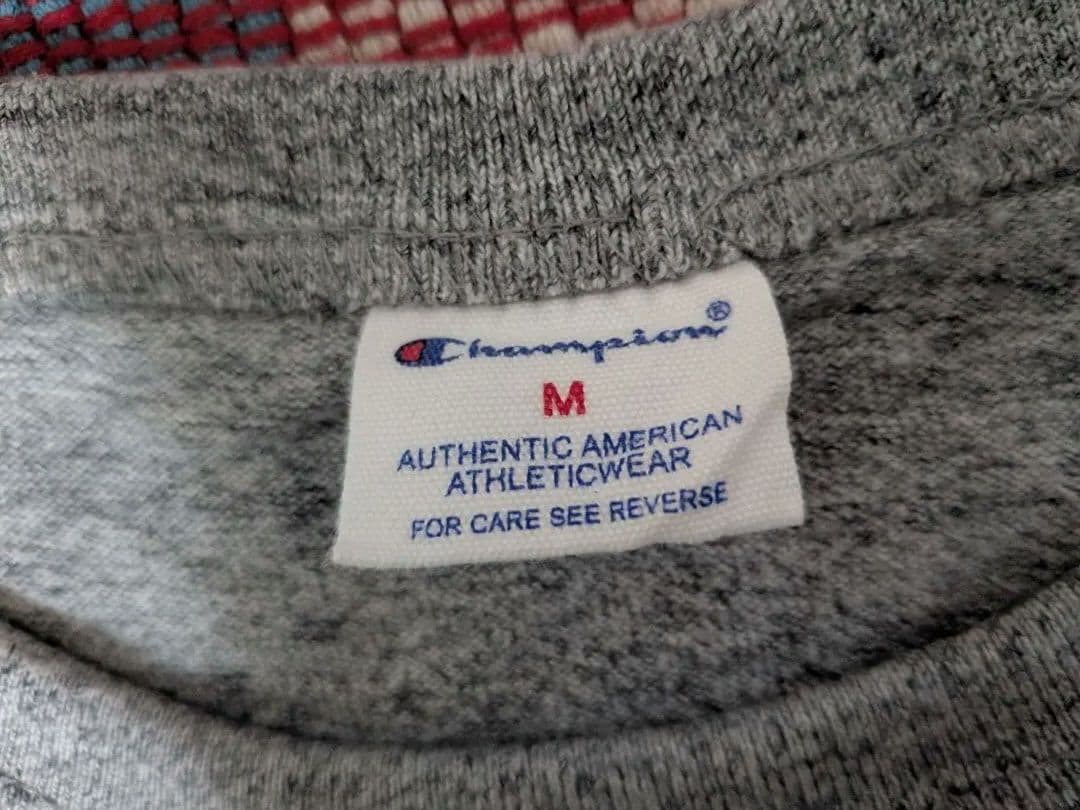 Champion®
M
AUTHENTIC AMERICAN
ATHLETICWEAR
FOR CARE SEE REVERSE